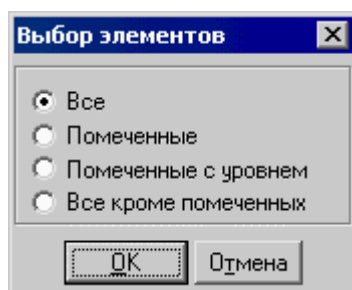 Выбор элементов
Все
Помеченные
Помеченные с уровнем
Все кроме помеченных
OK Отмена